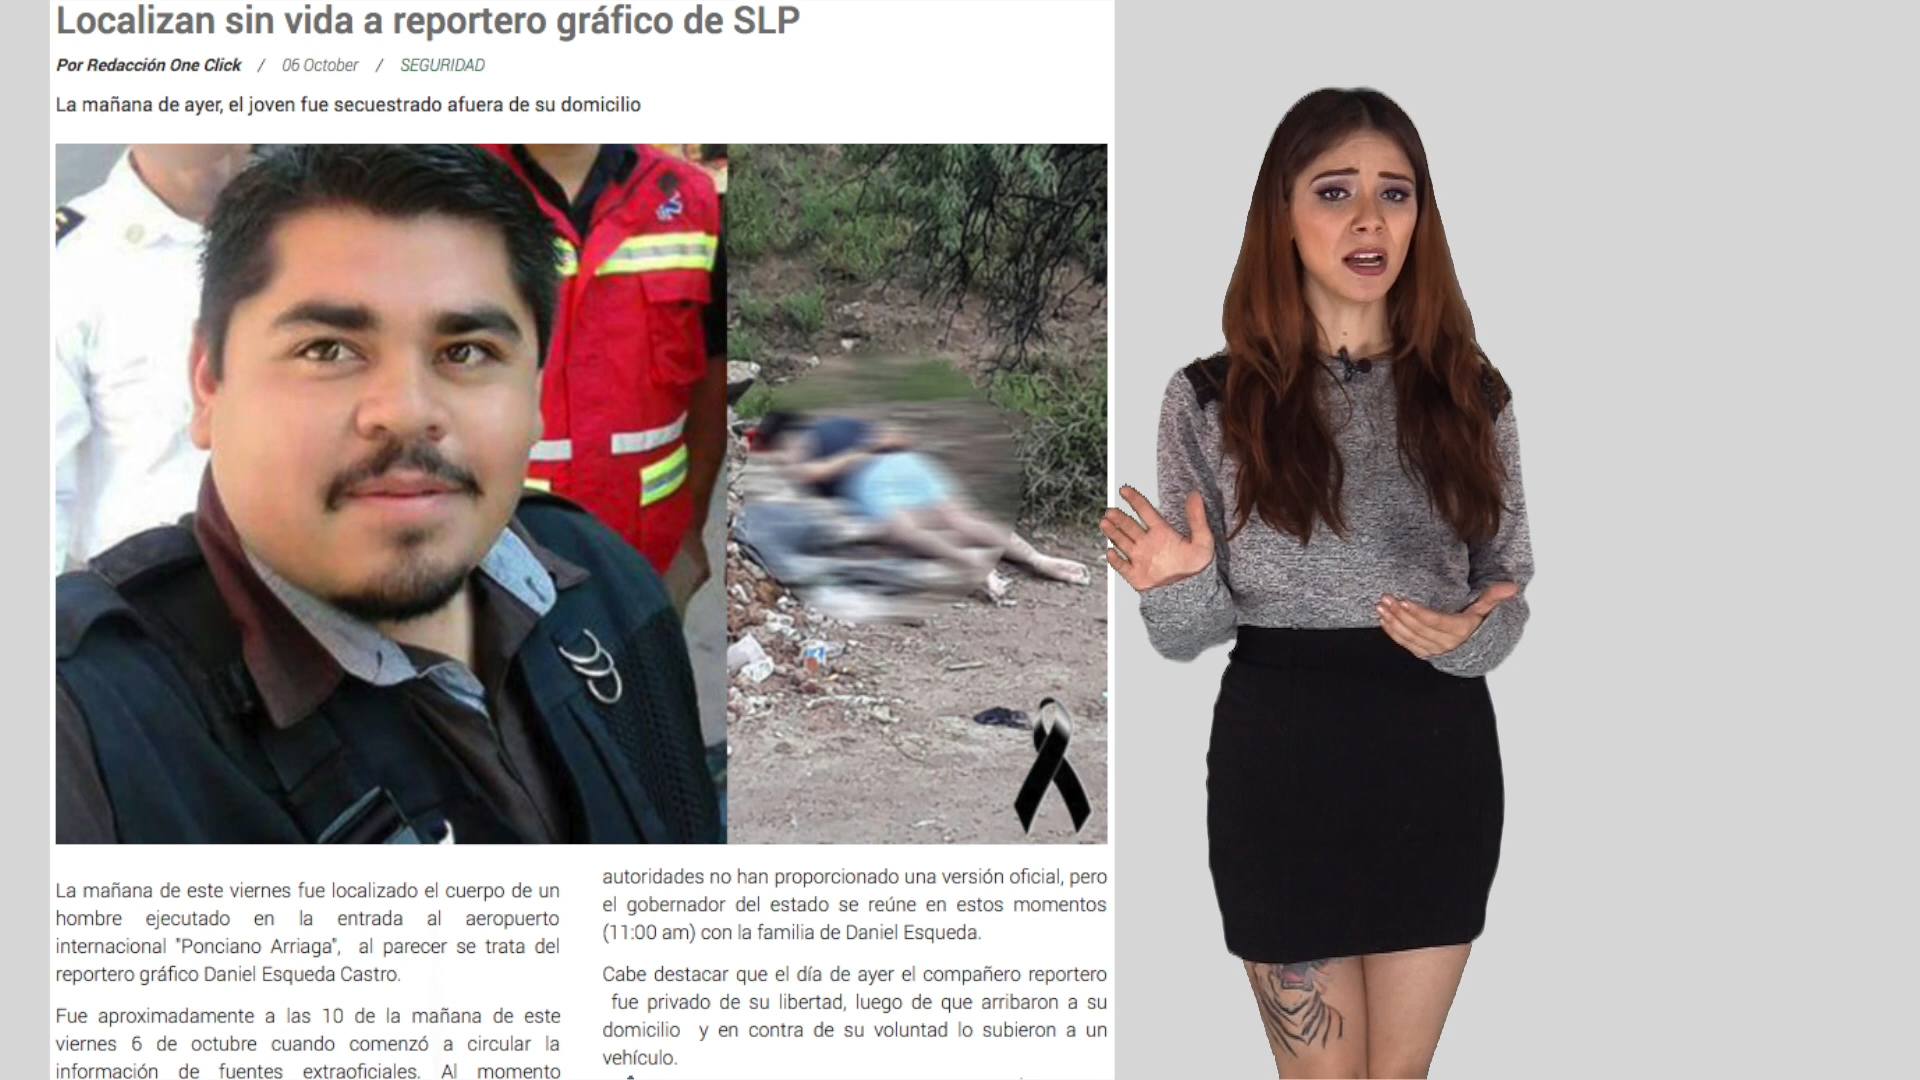 Localizan sin vida a reportero gráfico de SLP
Por Redacción One Click / 06 October / SEGURIDAD
La mañana de ayer, el joven fue secuestrado afuera de su domicilio
La mañana de este viernes fue localizado el cuerpo de un
hombre ejecutado en la entrada al aeropuerto
internacional "Ponciano Arriaga", al parecer se trata del
reportero gráfico Daniel Esqueda Castro.
Fue aproximadamente a las 10 de la mañana de este
viernes 6 de octubre cuando comenzó a circular la
información de fuentes extraoficiales. Al momento
autoridades no han proporcionado una versión oficial, pero
el gobernador del estado se reúne en estos momentos
(11:00 am) con la familia de Daniel Esqueda.
Cabe destacar que el día de ayer el compañero reportero
fue privado de su libertad, luego de que arribaron a su
domicilio y en contra de su voluntad lo subieron a un
vehículo.